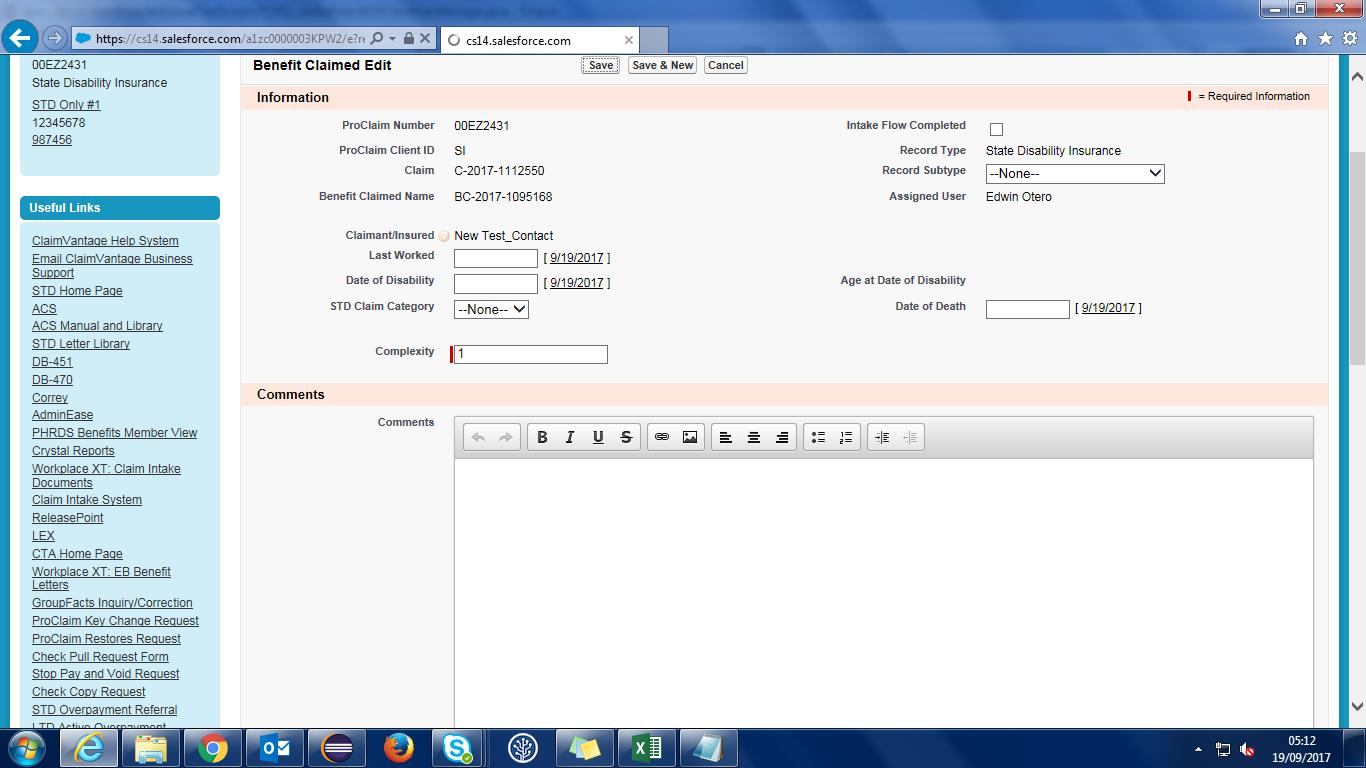 https://cs14.salesforce.com/a1zc0000003KPW2/e?r
cs14.salesforce.com
00EZ2431
State Disability Insurance
STD Only #1
12345678
987456
Useful Links
ClaimVantage Help System
Email ClaimVantage Business
Support
STD Home Page
ACS
ACS Manual and Library
STD Letter Library
DB-451
DB-470
Correy
AdminEase
PHRDS Benefits Member View
Crystal Reports
Workplace XT: Claim Intake
Documents
Claim Intake System
ReleasePoint
LEX
CTA Home Page
Workplace XT: EB Benefit
Letters
GroupFacts Inquiry/Correction
ProClaim Key Change Request
ProClaim Restores Request
Check Pull Request Form
Stop Pay and Void Request
Check Copy Request
STD Overpayment Referral
LTD Active Overpayment
Benefit Claimed Edit Save Save & New Cancel
Information = Required Information
ProClaim Number 00EZ2431 Intake Flow Completed
ProClaim Client ID SI Record Type State Disability Insurance
Claim C-2017-1112550 Record Subtype --None--
Benefit Claimed Name BC-2017-1095168 Assigned User Edwin Otero
Claimant/Insured New Test_Contact
Last Worked [ 9/19/2017 ]
Date of Disability [ 9/19/2017 ] Age at Date of Disability
STD Claim Category --None-- Date of Death [ 9/19/2017 ]
Complexity 1
Comments
Comments
B I U S
05:12
19/09/2017